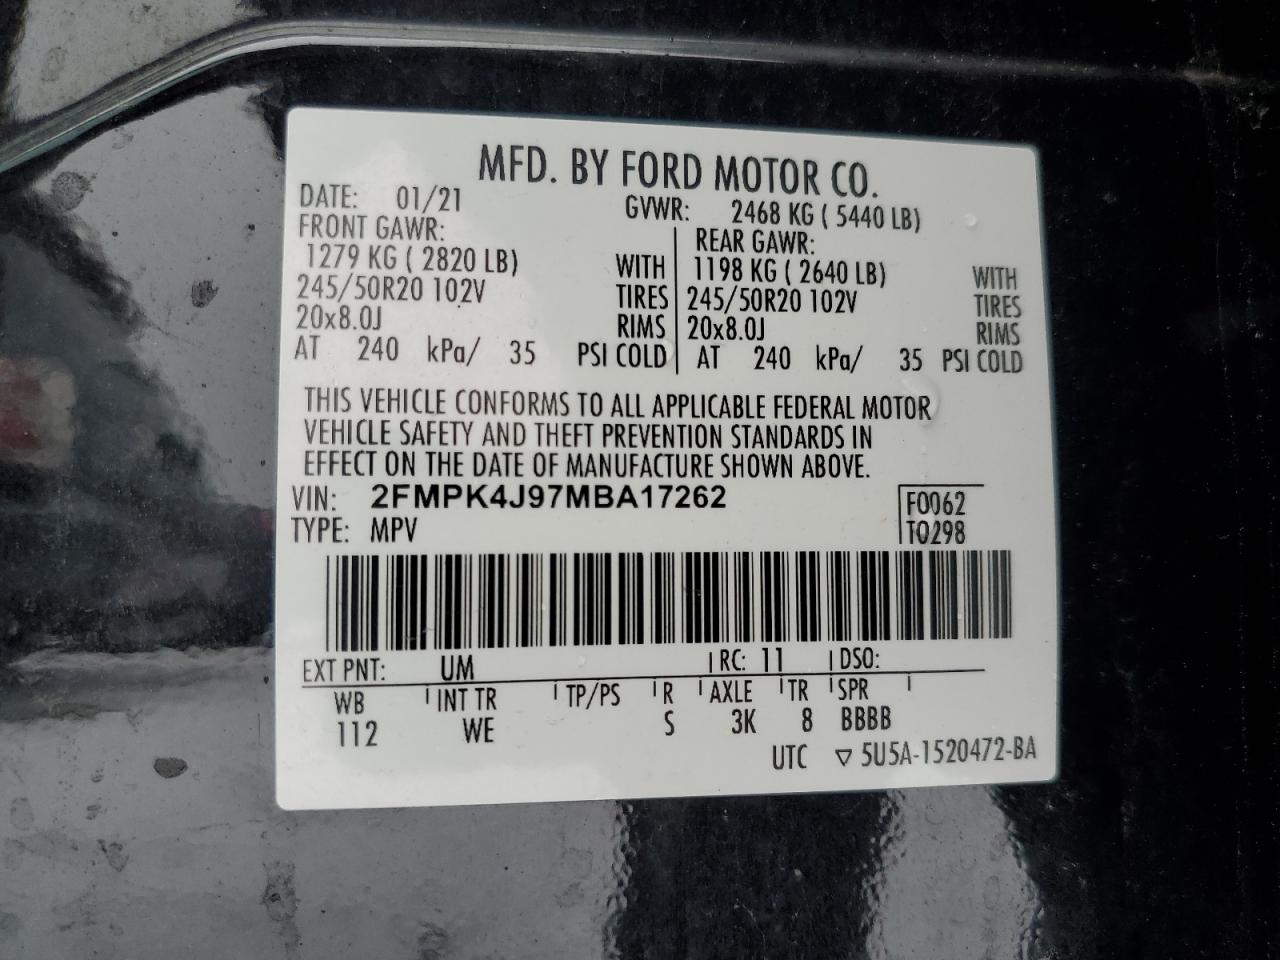 MFD. BY FORD MOTOR CO.
DATE: 01/21 GVWR: 2468 KG ( 5440 LB)
FRONT GAWR: REAR GAWR:
1279 KG ( 2820 LB) WITH 1198 KG ( 2640 LB) WITH
245/50R20 102V TIRES 245/50R20 102V TIRES
20x8.0J RIMS 20x8.0J RIMS
AT 240 kPa/ 35 PSI COLD AT 240 kPa/ 35 PSI COLD
THIS VEHICLE CONFORMS TO ALL APPLICABLE FEDERAL MOTOR
VEHICLE SAFETY AND THEFT PREVENTION STANDARDS IN
EFFECT ON THE DATE OF MANUFACTURE SHOWN ABOVE.
VIN: 2FMPK4J97MBA17262 F0062
TYPE: MPV T0298
EXT PNT: UM RC: 11 DSO:
WB INT TR TP/PS R AXLE TR SPR
112 WE S 3K 8 BBBB
UTC ▽ 5U5A-1520472-BA